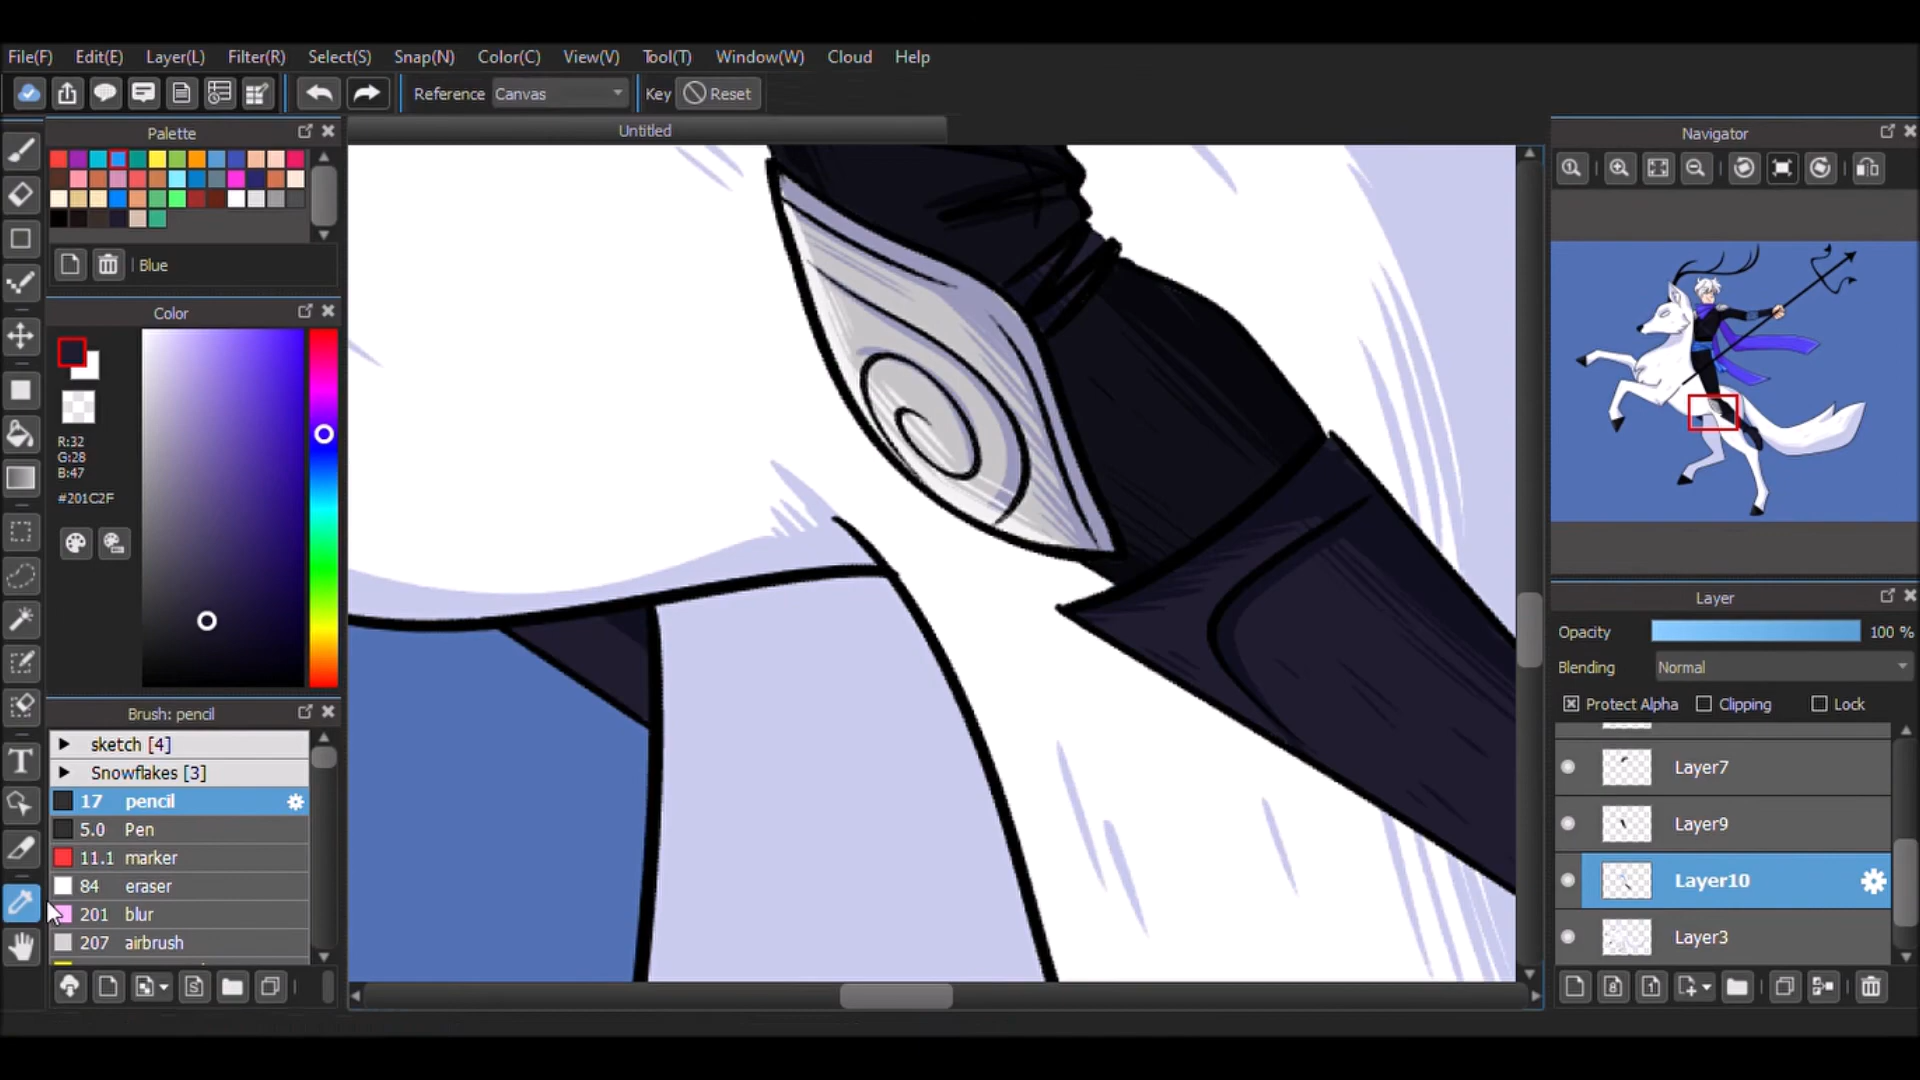 File(F) Edit(E) Layer(L) Filter(R) Select(S) Snap(N) Color(C) View(V) Tool(T) Window(W) Cloud Help
Reference Canvas Key Reset
Palette
Blue
Color
R:32
G:28
B:47
#201C2F
Brush: pencil
sketch [4]
Snowflakes [3]
17 pencil
5.0 Pen
11.1 marker
84 eraser
201 blur
207 airbrush
Untitled
Navigator
Layer
Opacity 100 %
Blending Normal
Protect Alpha Clipping Lock
Layer7
Layer9
Layer10
Layer3